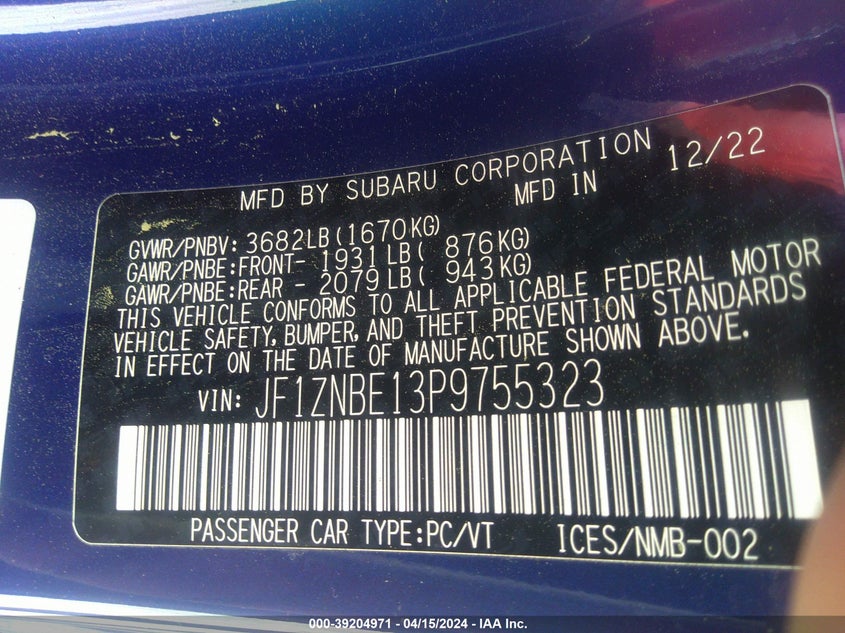 MFD BY SUBARU CORPORATION
MFD IN 12/22
GVWR/PNBV: 3682LB(1670KG)
GAWR/PNBE:FRONT- 1931LB( 876KG)
GAWR/PNBE:REAR - 2079LB( 943KG)
THIS VEHICLE CONFORMS TO ALL APPLICABLE FEDERAL MOTOR
VEHICLE SAFETY, BUMPER, AND THEFT PREVENTION STANDARDS
IN EFFECT ON THE DATE OF MANUFACTURE SHOWN ABOVE.
VIN: JF1ZNBE13P9755323
PASSENGER CAR TYPE:PC/VT ICES/NMB-002
000-39204971 - 04/15/2024 - IAA Inc.